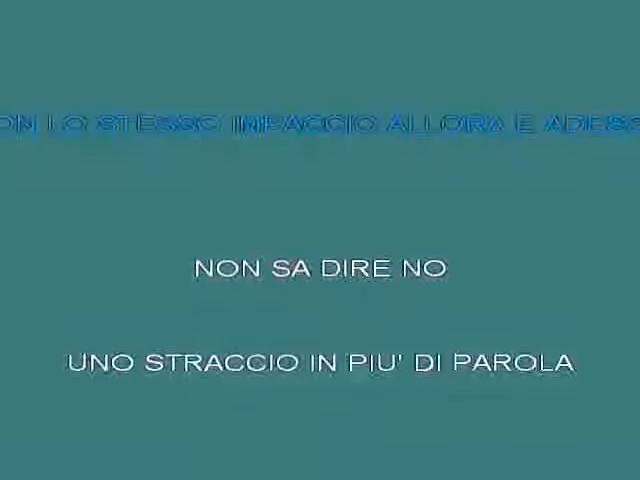 ON LO STESSO IMPACCIO ALLORA E ADESS
NON SA DIRE NO
UNO STRACCIO IN PIU' DI PAROLA